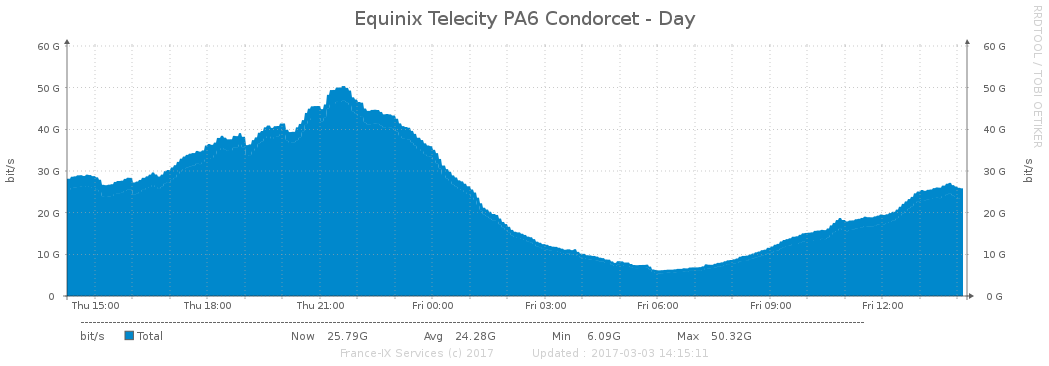 Equinix Telecity PA6 Condorcet - Day
RRDTOOL / TOBI OETIKER
60 G 60 G
50 G 50 G
40 G 40 G
30 G 30 G
20 G 20 G
10 G 10 G
0 0 G
bit/s bit/s
Thu 15:00 Thu 18:00 Thu 21:00 Fri 00:00 Fri 03:00 Fri 06:00 Fri 09:00 Fri 12:00
bit/s Total Now 25.79G Avg 24.28G Min 6.09G Max 50.32G
France-IX Services (c) 2017 Updated : 2017-03-03 14:15:11